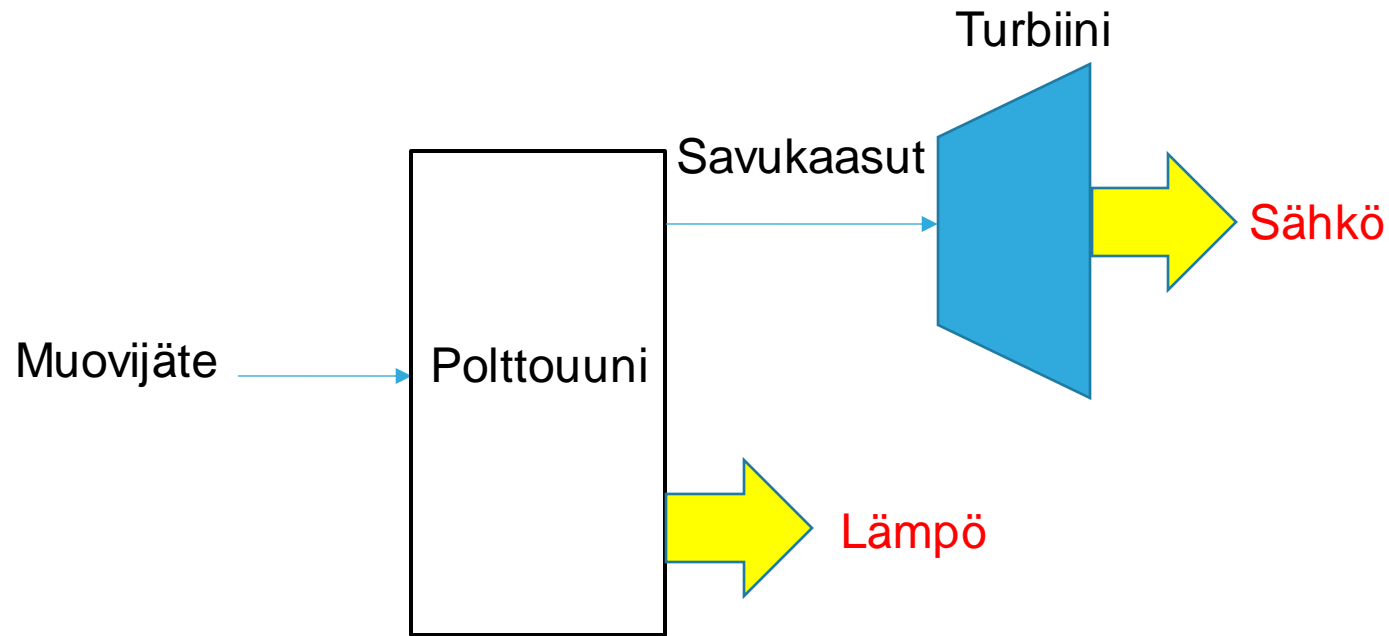 Turbiini
Savukaasut
Sähkö
Muovijäte
Polttouuni
Lämpö